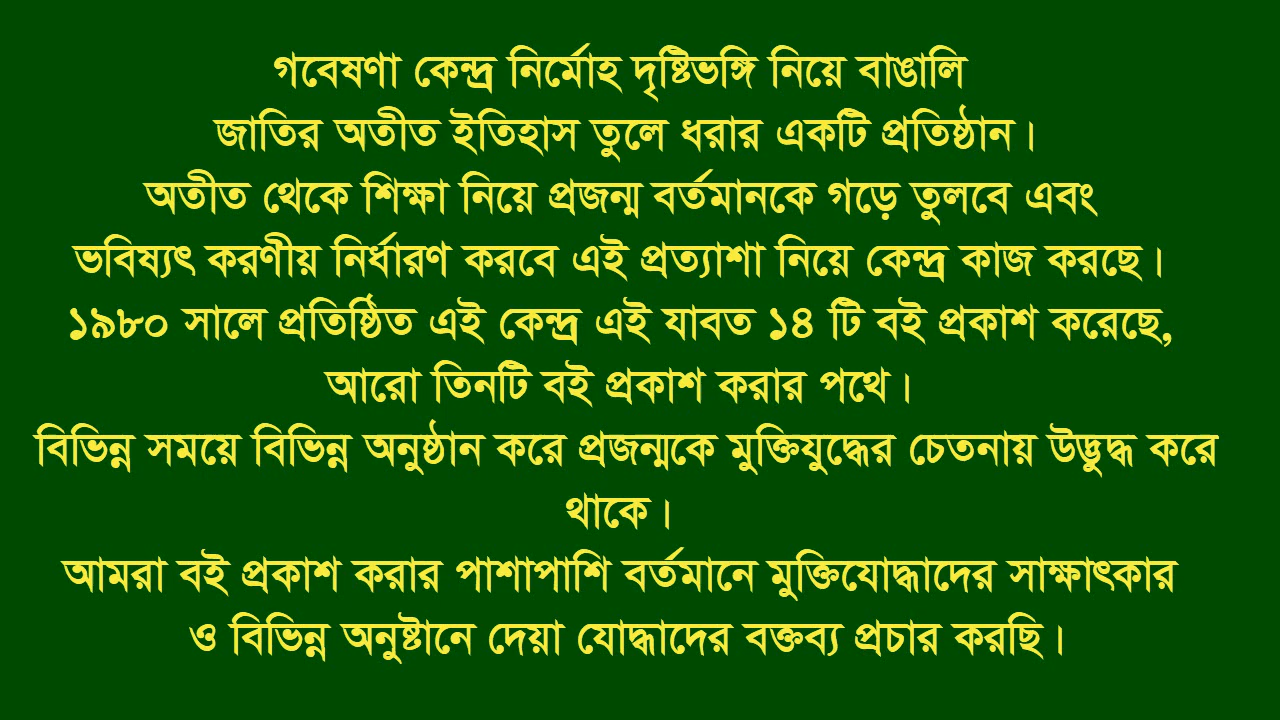 গবেষণা কেন্দ্র নির্মোহ দৃষ্টিভঙ্গি নিয়ে বাঙালি
জাতির অতীত ইতিহাস তুলে ধরার একটি প্রতিষ্ঠান।
অতীত থেকে শিক্ষা নিয়ে প্রজন্ম বর্তমানকে গড়ে তুলবে এবং
ভবিষ্যৎ করণীয় নির্ধারণ করবে এই প্রত্যাশা নিয়ে কেন্দ্র কাজ করছে।
১৯৮০ সালে প্রতিষ্ঠিত এই কেন্দ্র এই যাবত ১৪ টি বই প্রকাশ করেছে,
আরো তিনটি বই প্রকাশ করার পথে।
বিভিন্ন সময়ে বিভিন্ন অনুষ্ঠান করে প্রজন্মকে মুক্তিযুদ্ধের চেতনায় উদ্ভুদ্ধ করে
থাকে।
আমরা বই প্রকাশ করার পাশাপাশি বর্তমানে মুক্তিযোদ্ধাদের সাক্ষাৎকার
ও বিভিন্ন অনুষ্টানে দেয়া যোদ্ধাদের বক্তব্য প্রচার করছি।